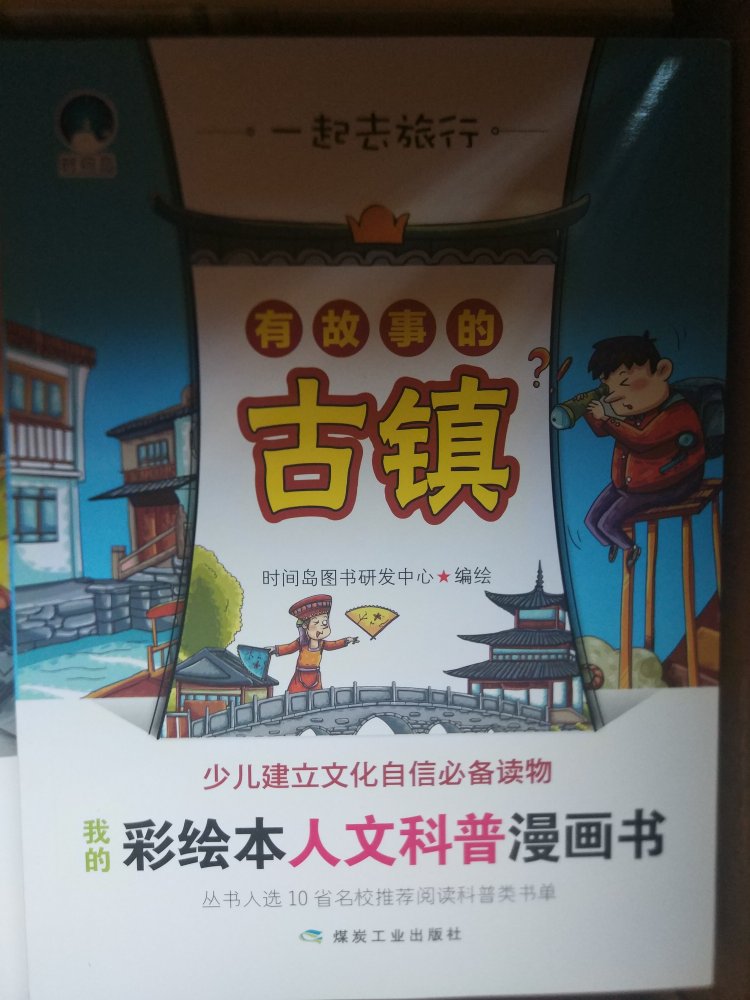 时间岛
一起去旅行
有故事的
古镇
时间岛图书研发中心★编绘
少儿建立文化自信必备读物
我的彩绘本人文科普漫画书
丛书入选10省名校推荐阅读科普类书单
煤炭工业出版社